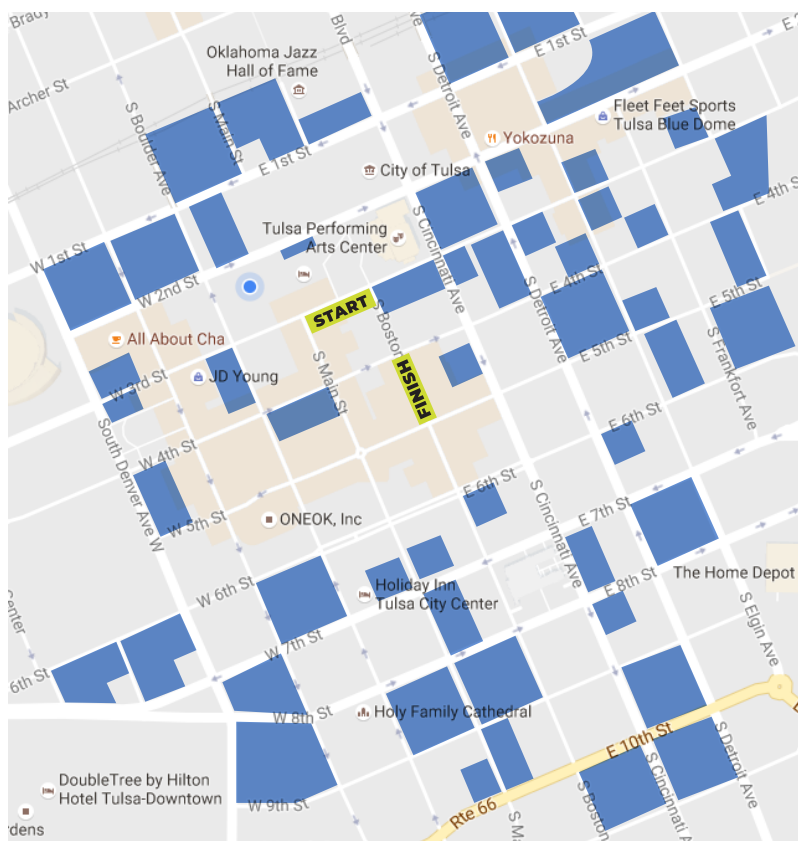 Brady
Blvd
Ave
E 2
Oklahoma Jazz
Hall of Fame
E 1st St
S Detroit Ave
Archer St
S Boulder Ave
S Main St
Fleet Feet Sports
Tulsa Blue Dome
Yokozuna
E 1st St
City of Tulsa
E 4th St
Tulsa Performing
Arts Center
S Cincinnati Ave
W 1st St
W 2nd St
E 4th St
E 5th St
START
S Boston
S Detroit Ave
All About Cha
E 5th St
S Frankfort Ave
JD Young
W 3rd St
S Main St
FINISH
E 6th St
South Denver Ave W
W 4th St
E 6th St
W 5th St
ONEOK, Inc
S Cincinnati Ave
E 7th St
The Home Depot
Holiday Inn
Tulsa City Center
E 8th St
W 6th St
Center
S Elgin Ave
W 7th St
6th St
W 8th St
Holy Family Cathedral
E 10th St
S Detroit Ave
DoubleTree by Hilton
Hotel Tulsa-Downtown
S Cincinnati A
W 9th St
Rte 66
S Boston
S Ma
rdens